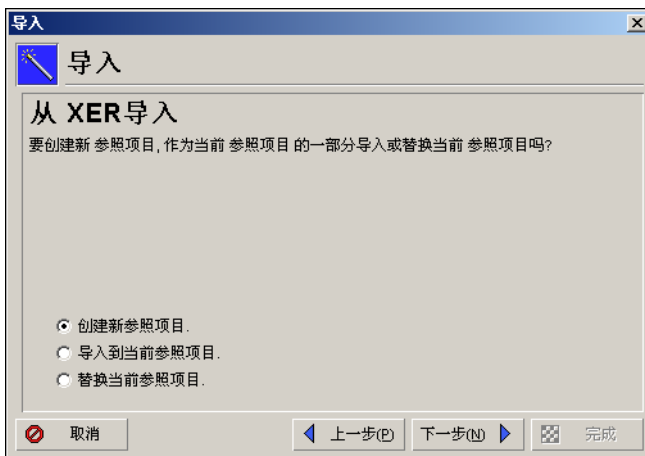 导入
导入
从 XER导入
要创建新 参照项目, 作为当前 参照项目 的一部分导入或替换当前 参照项目吗?
创建新参照项目.
导入到当前参照项目.
替换当前参照项目.
取消 上一步(P) 下一步(N) 完成